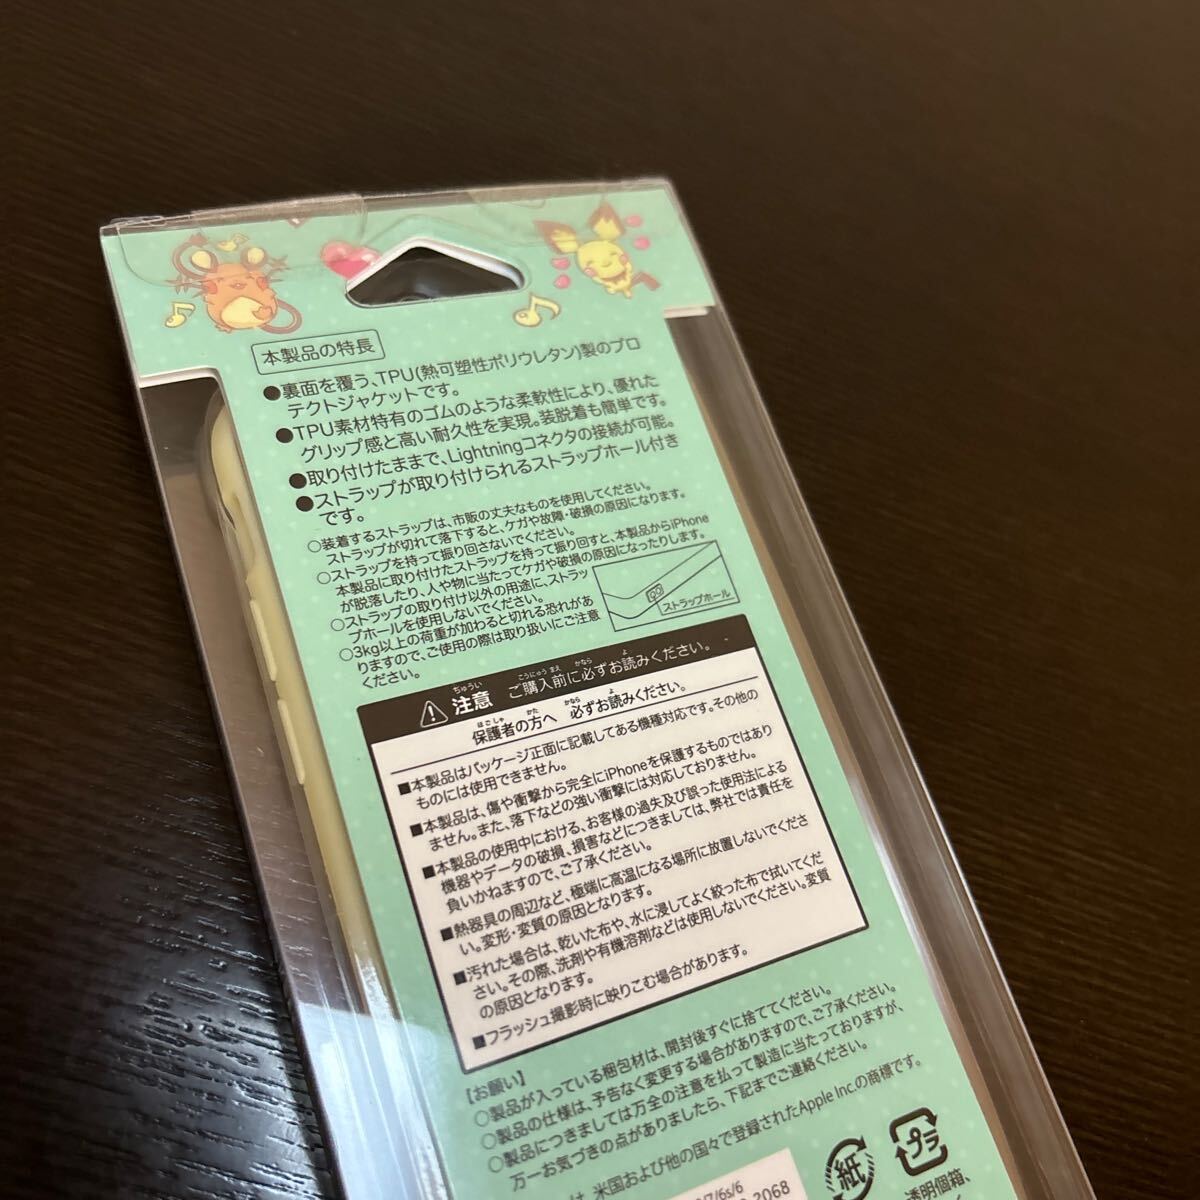 本製品の特長
●裏面を覆う、TPU(熱可塑性ポリウレタン)製のプロ
テクトジャケットです。
●TPU素材特有のゴムのような柔軟性により、優れた
グリップ感と高い耐久性を実現。装脱着も簡単です。
●取り付けたままで、Lightningコネクタの接続が可能。
●ストラップが取り付けられるストラップホール付き
です。
○装着するストラップは、市販の丈夫なものを使用してください。
ストラップが切れて落下すると、ケガや故障・破損の原因になります。
○ストラップを持って振り回さないでください。
本製品に取り付けたストラップを持って振り回すと、本製品からiPhone
が脱落したり、人や物に当たってケガや破損の原因になったりします。
○ストラップの取り付け以外の用途に、ストラッ
プホールを使用しないでください。
○3kg以上の荷重が加わると切れる恐れがあ
りますので、ご使用の際は取り扱いにご注意
ください。
ストラップホール
ちゅうい こうにゅう まえ かなら よ
注意 ご購入前に必ずお読みください。
ほごしゃ かた かなら よ
保護者の方へ 必ずお読みください。
■本製品はパッケージ正面に記載してある機種対応です。その他の
ものには使用できません。
■本製品は、傷や衝撃から完全にiPhoneを保護するものではあり
ません。また、落下などの強い衝撃には対応しておりません。
■本製品の使用中における、お客様の過失及び誤った使用法による
機器やデータの破損、損害などにつきましては、弊社では責任を
負いかねますので、ご了承ください。
■熱器具の周辺など、極端に高温になる場所に放置しないでくださ
い。変形・変質の原因となります。
■汚れた場合は、乾いた布や、水に浸してよく絞った布で拭いてくだ
さい。その際、洗剤や有機溶剤などは使用しないでください。変質
の原因となります。
■フラッシュ撮影時に映りこむ場合があります。
【お願い】
○製品が入っている梱包材は、開封後すぐに捨ててください。
○製品の仕様は、予告なく変更する場合がありますので、ご了承ください。
○製品につきましては万全の注意を払って製造に当たっておりますが、
万一お気づきの点がありましたら、下記までご連絡ください。
は、米国および他の国々で登録されたApple Inc.の商標です。
/7/6s/6
2068
紙
プラ
透明個箱、